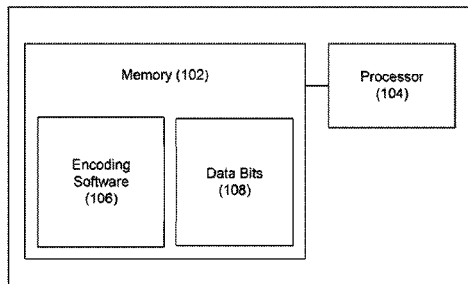 Memory (102)
Processor
(104)
Encoding
Software
(106)
Data Bits
(108)